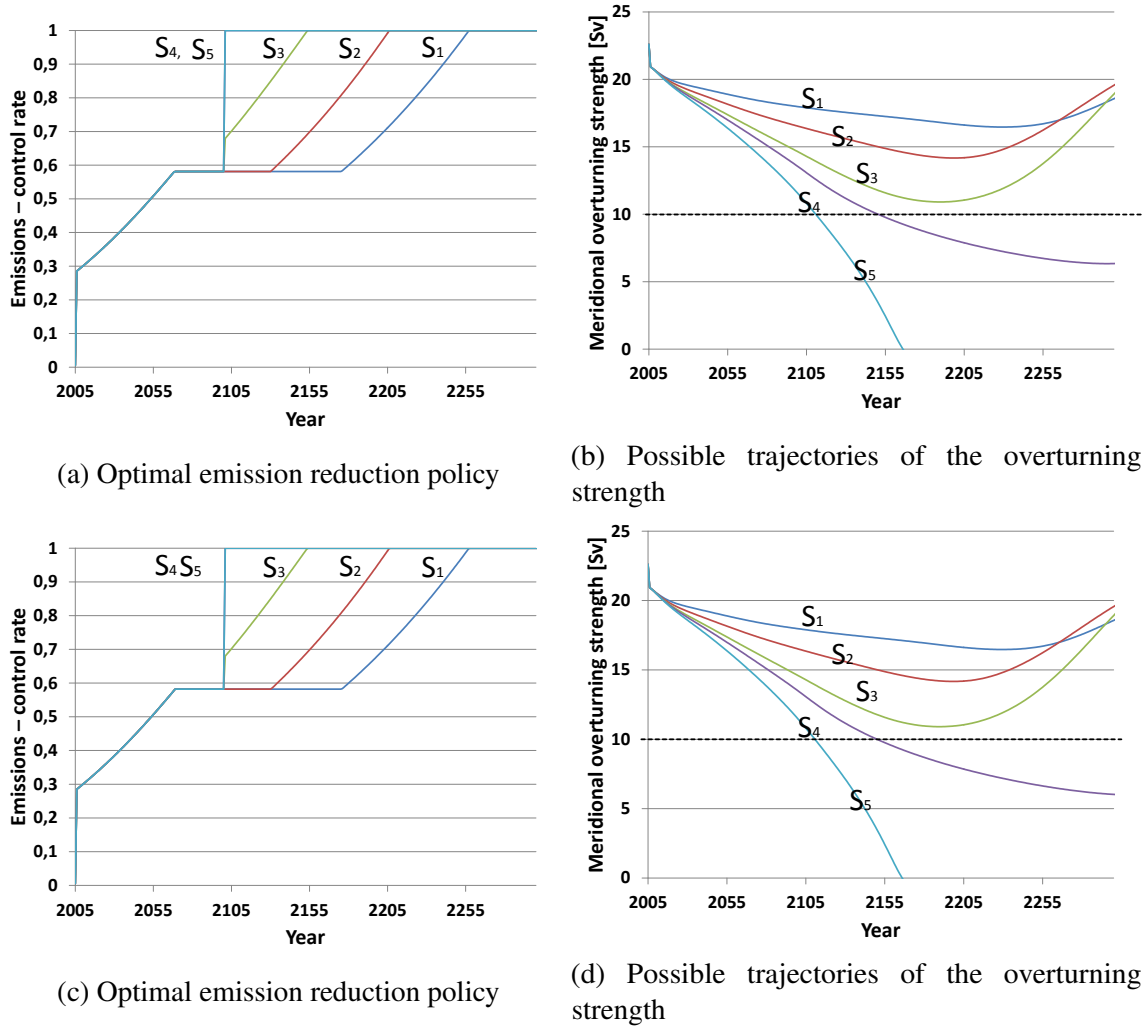 1
0,9
0,8
0,7
0,6
0,5
0,4
0,3
0,2
0,1
0
Emissions – control rate
S4, S5
S3
S2
S1
2005 2055 2105 2155 2205 2255
Year
(a) Optimal emission reduction policy
25
20
15
10
5
0
Meridional overturning strength [Sv]
S1
S2
S3
S4
S5
2005 2055 2105 2155 2205 2255
Year
(b) Possible trajectories of the overturning
strength
1
0,9
0,8
0,7
0,6
0,5
0,4
0,3
0,2
0,1
0
Emissions – control rate
S4 S5
S3
S2
S1
2005 2055 2105 2155 2205 2255
Year
(c) Optimal emission reduction policy
25
20
15
10
5
0
Meridional overturning strength [Sv]
S1
S2
S3
S4
S5
2005 2055 2105 2155 2205 2255
Year
(d) Possible trajectories of the overturning
strength